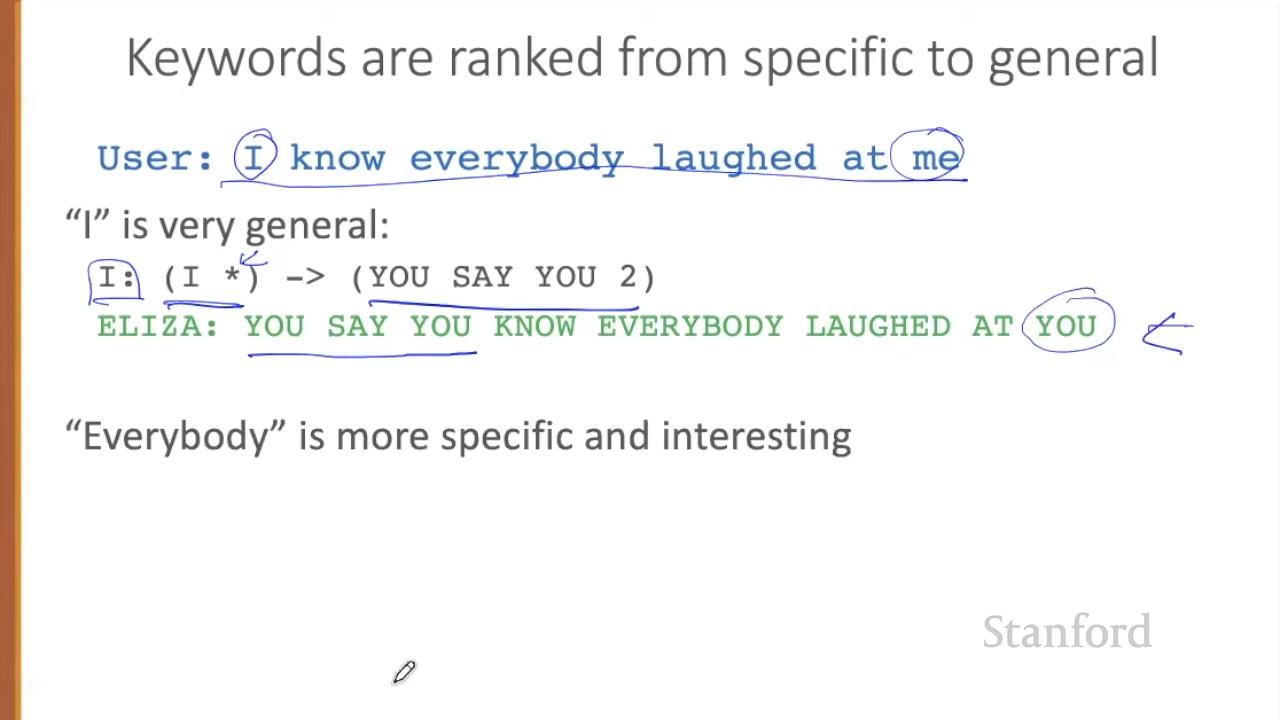 Keywords are ranked from specific to general
User: I know everybody laughed at me
“I” is very general:
I: (I *) -> (YOU SAY YOU 2)
ELIZA: YOU SAY YOU KNOW EVERYBODY LAUGHED AT YOU
“Everybody” is more specific and interesting
Stanford